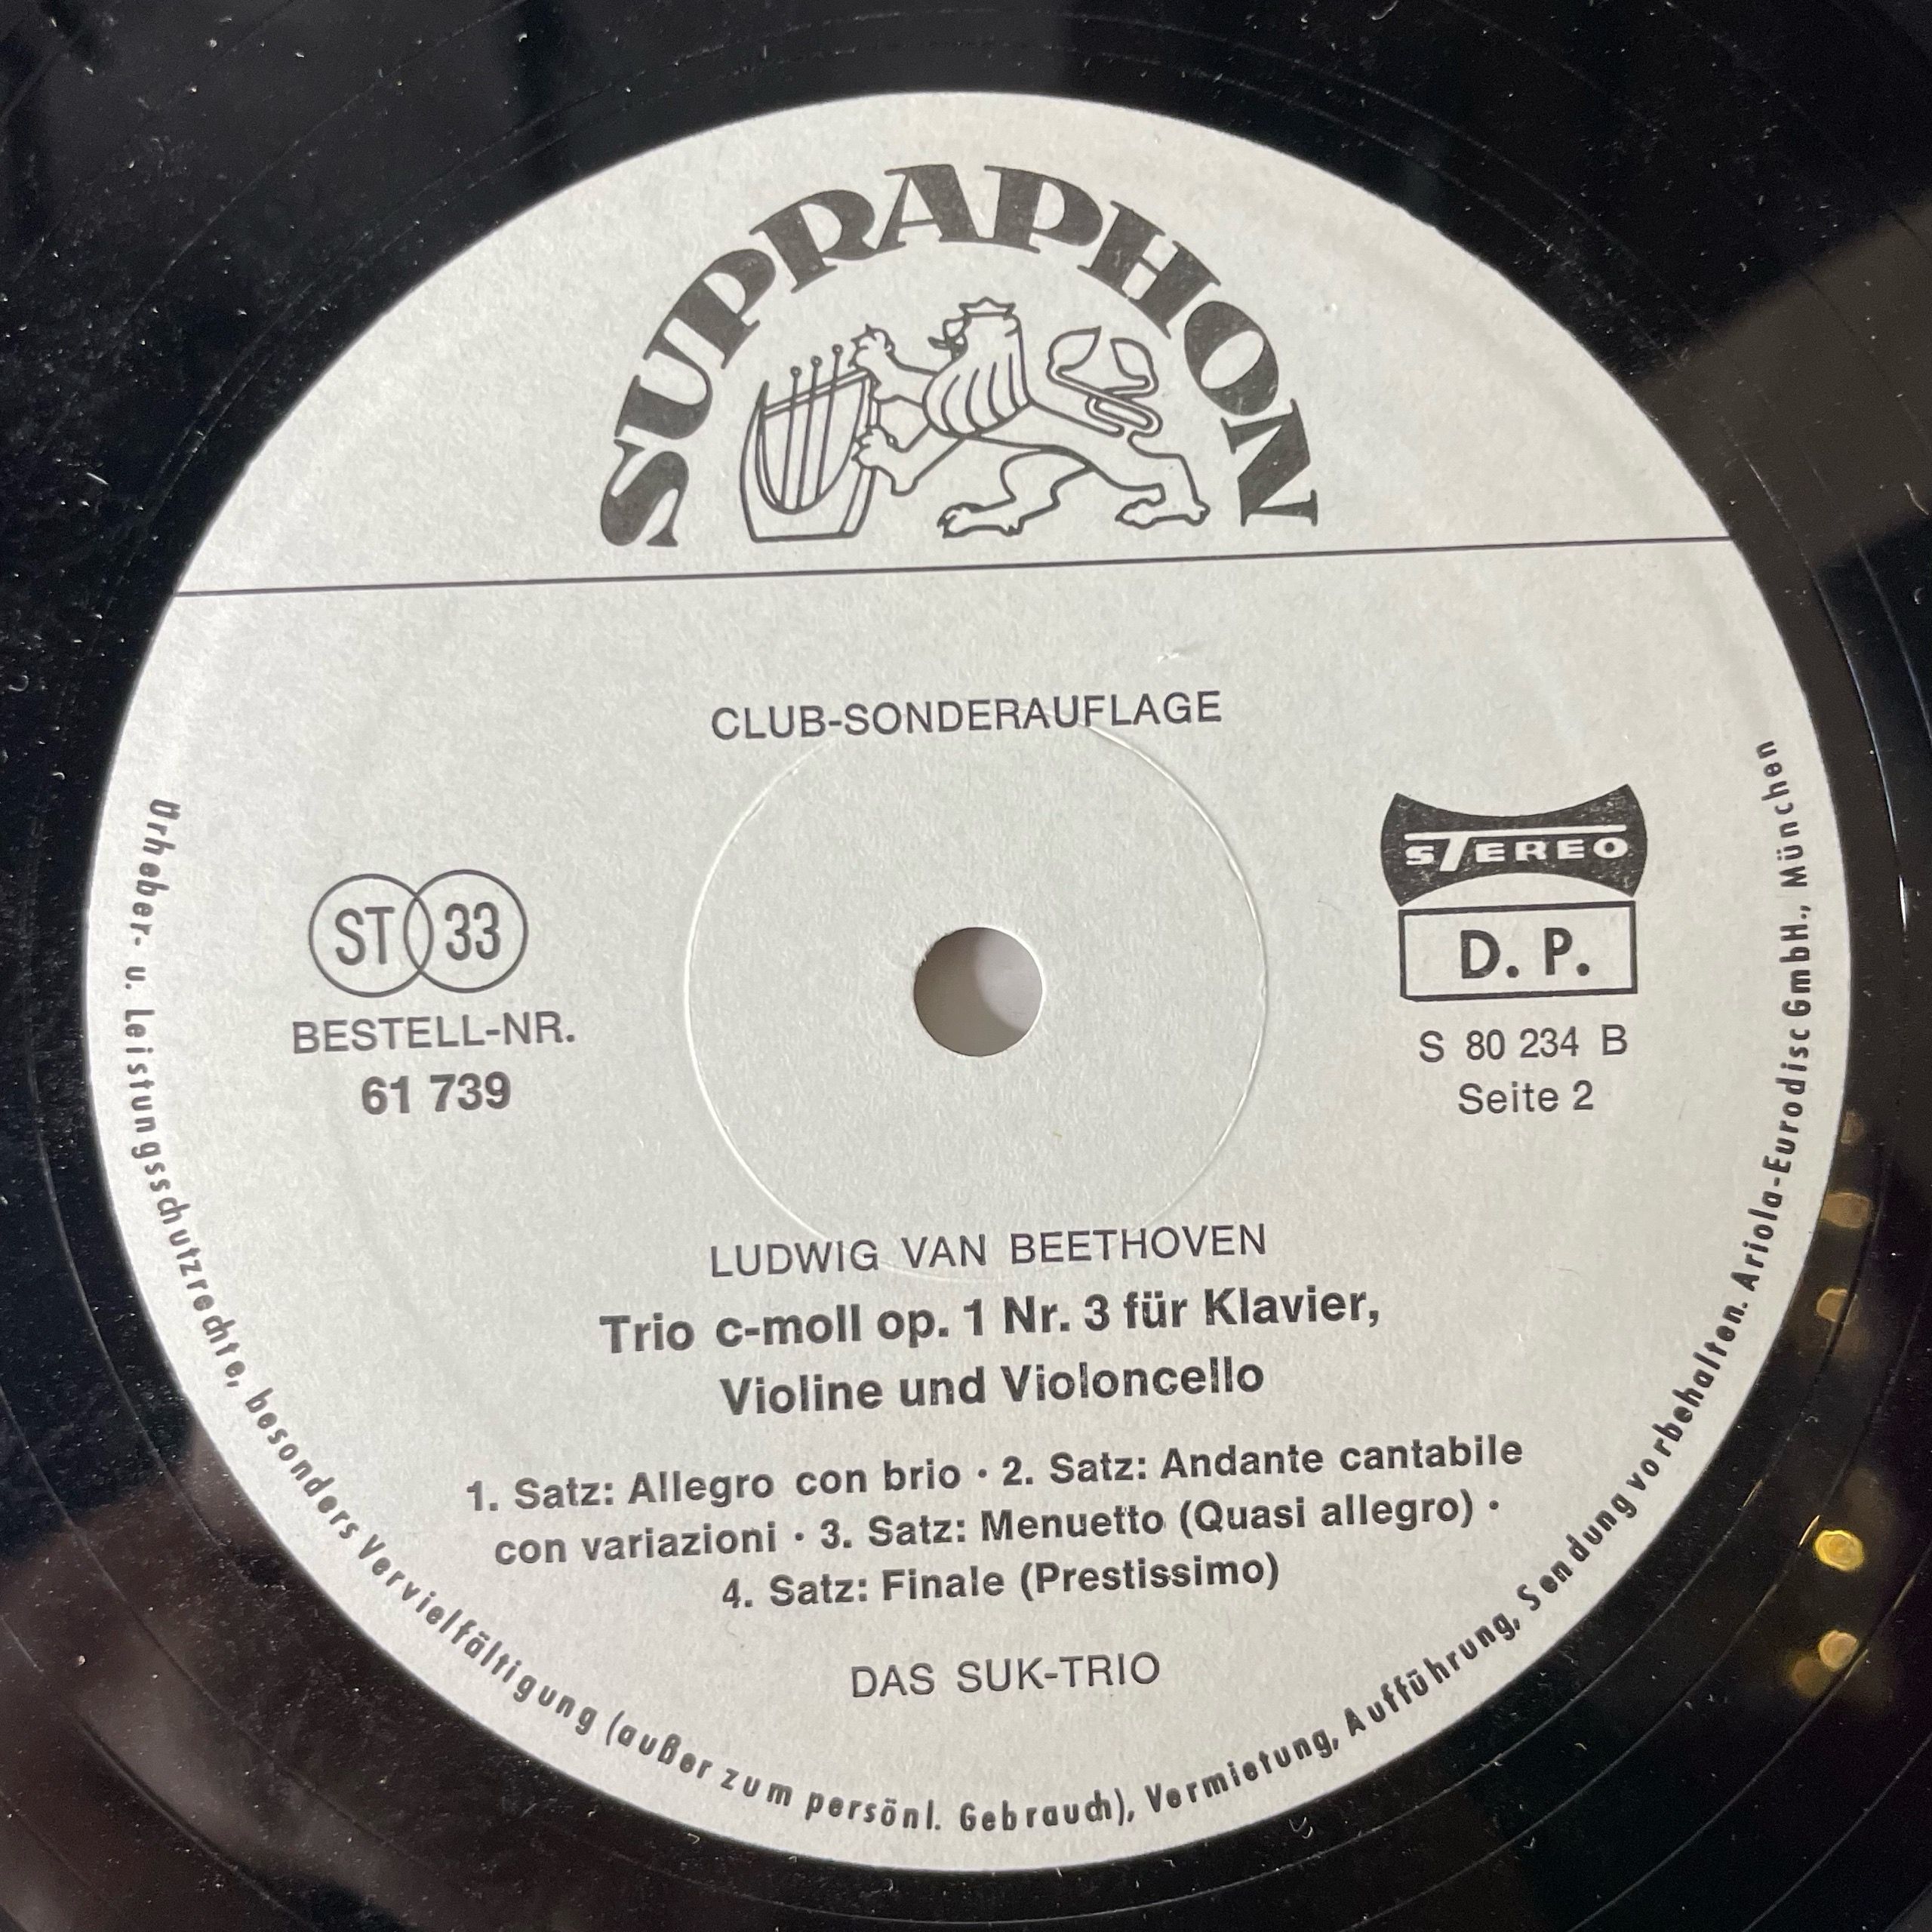 SUPRAPHON
CLUB-SONDERAUFLAGE
ST 33
BESTELL-NR.
61 739
STEREO
D. P.
S 80 234 B
Seite 2
LUDWIG VAN BEETHOVEN
Trio c-moll op. 1 Nr. 3 für Klavier,
Violine und Violoncello
1. Satz: Allegro con brio · 2. Satz: Andante cantabile
con variazioni · 3. Satz: Menuetto (Quasi allegro) ·
4. Satz: Finale (Prestissimo)
DAS SUK-TRIO
Urheber- u. Leistungsschutzrechte, besonders Vervielfältigung (außer zum persönl. Gebrauch), Vermietung, Aufführung, Sendung vorbehalten. Ariola-Eurodisc GmbH., München